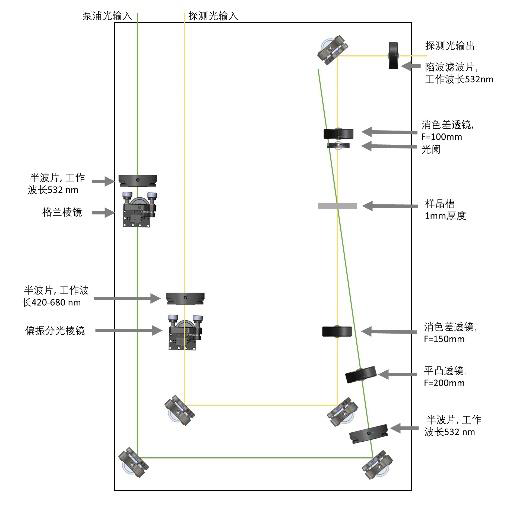 泵浦光输入
探测光输入
探测光输出
陷波滤波片,
工作波长532nm
消色差透镜,
F=100mm
光阑
半波片, 工作
波长532 nm
格兰棱镜
样品槽
1mm厚度
半波片, 工作波
长420-680 nm
偏振分光棱镜
消色差透镜,
F=150mm
平凸透镜,
F=200mm
半波片, 工作
波长532 nm